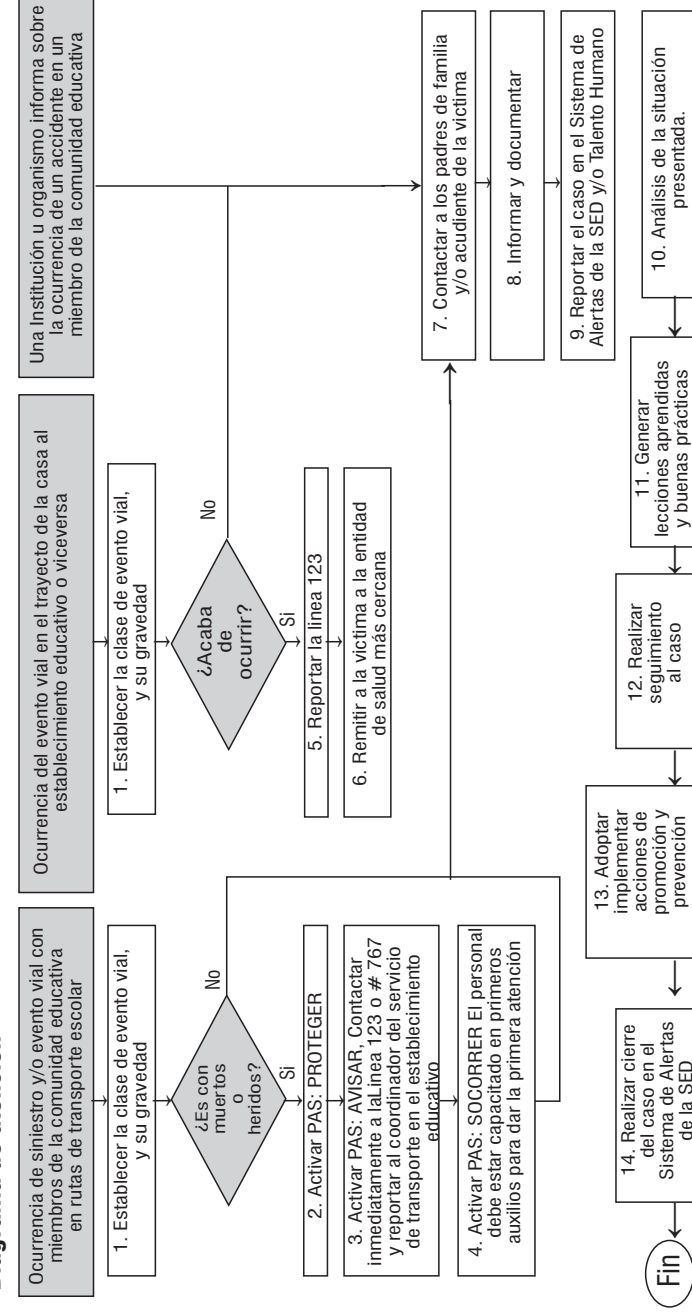 Diagrama de atención
Ocurrencia de siniestro y/o evento vial con
miembros de la comunidad educativa
en rutas de transporte escolar
1. Establecer la clase de evento vial,
y su gravedad
¿Es con
muertos
o
heridos?
No
Si
2. Activar PAS: PROTEGER
3. Activar PAS: AVISAR, Contactar
inmediatamente a laLinea 123 o # 767
y reportar al coordinador del servicio
de transporte en el establecimiento
educativo
4. Activar PAS: SOCORRER El personal
debe estar capacitado en primeros
auxilios para dar la primera atención
Ocurrencia del evento vial en el trayecto de la casa al
establecimiento educativo o viceversa
1. Establecer la clase de evento vial,
y su gravedad
¿Acaba
de
ocurrir?
No
Si
5. Reportar la linea 123
6. Remitir a la victima a la entidad
de salud más cercana
Una Institución u organismo informa sobre
la ocurrencia de un accidente en un
miembro de la comunidad educativa
7. Contactar a los padres de familia
y/o acudiente de la victima
8. Informar y documentar
9. Reportar el caso en el Sistema de
Alertas de la SED y/o Talento Humano
10. Análisis de la situación
presentada.
11. Generar
lecciones aprendidas
y buenas prácticas
12. Realizar
seguimiento
al caso
13. Adoptar
implementar
acciones de
promoción y
prevención
14. Realizar cierre
del caso en el
Sistema de Alertas
de la SED
Fin